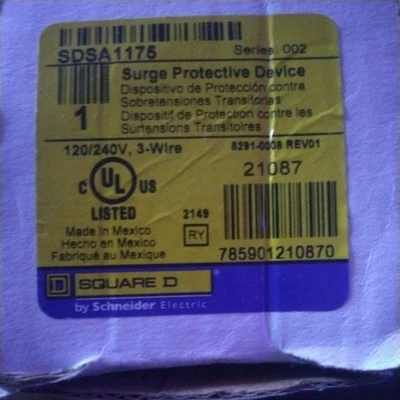 SDSA1175 Series. 002
Surge Protective Device
Dispositivo de Protección contra
Sobretensiones Transitorias
Dispositif de Protection contre les
Surtensions Transitoires
1
120/240V, 3-Wire 6291-0008 REV01
21087
C UL US
LISTED 2149
RY
Made in Mexico
Hecho en Mexico
Fabriqué au Mexique
785901210870
SQUARE D
by Schneider Electric